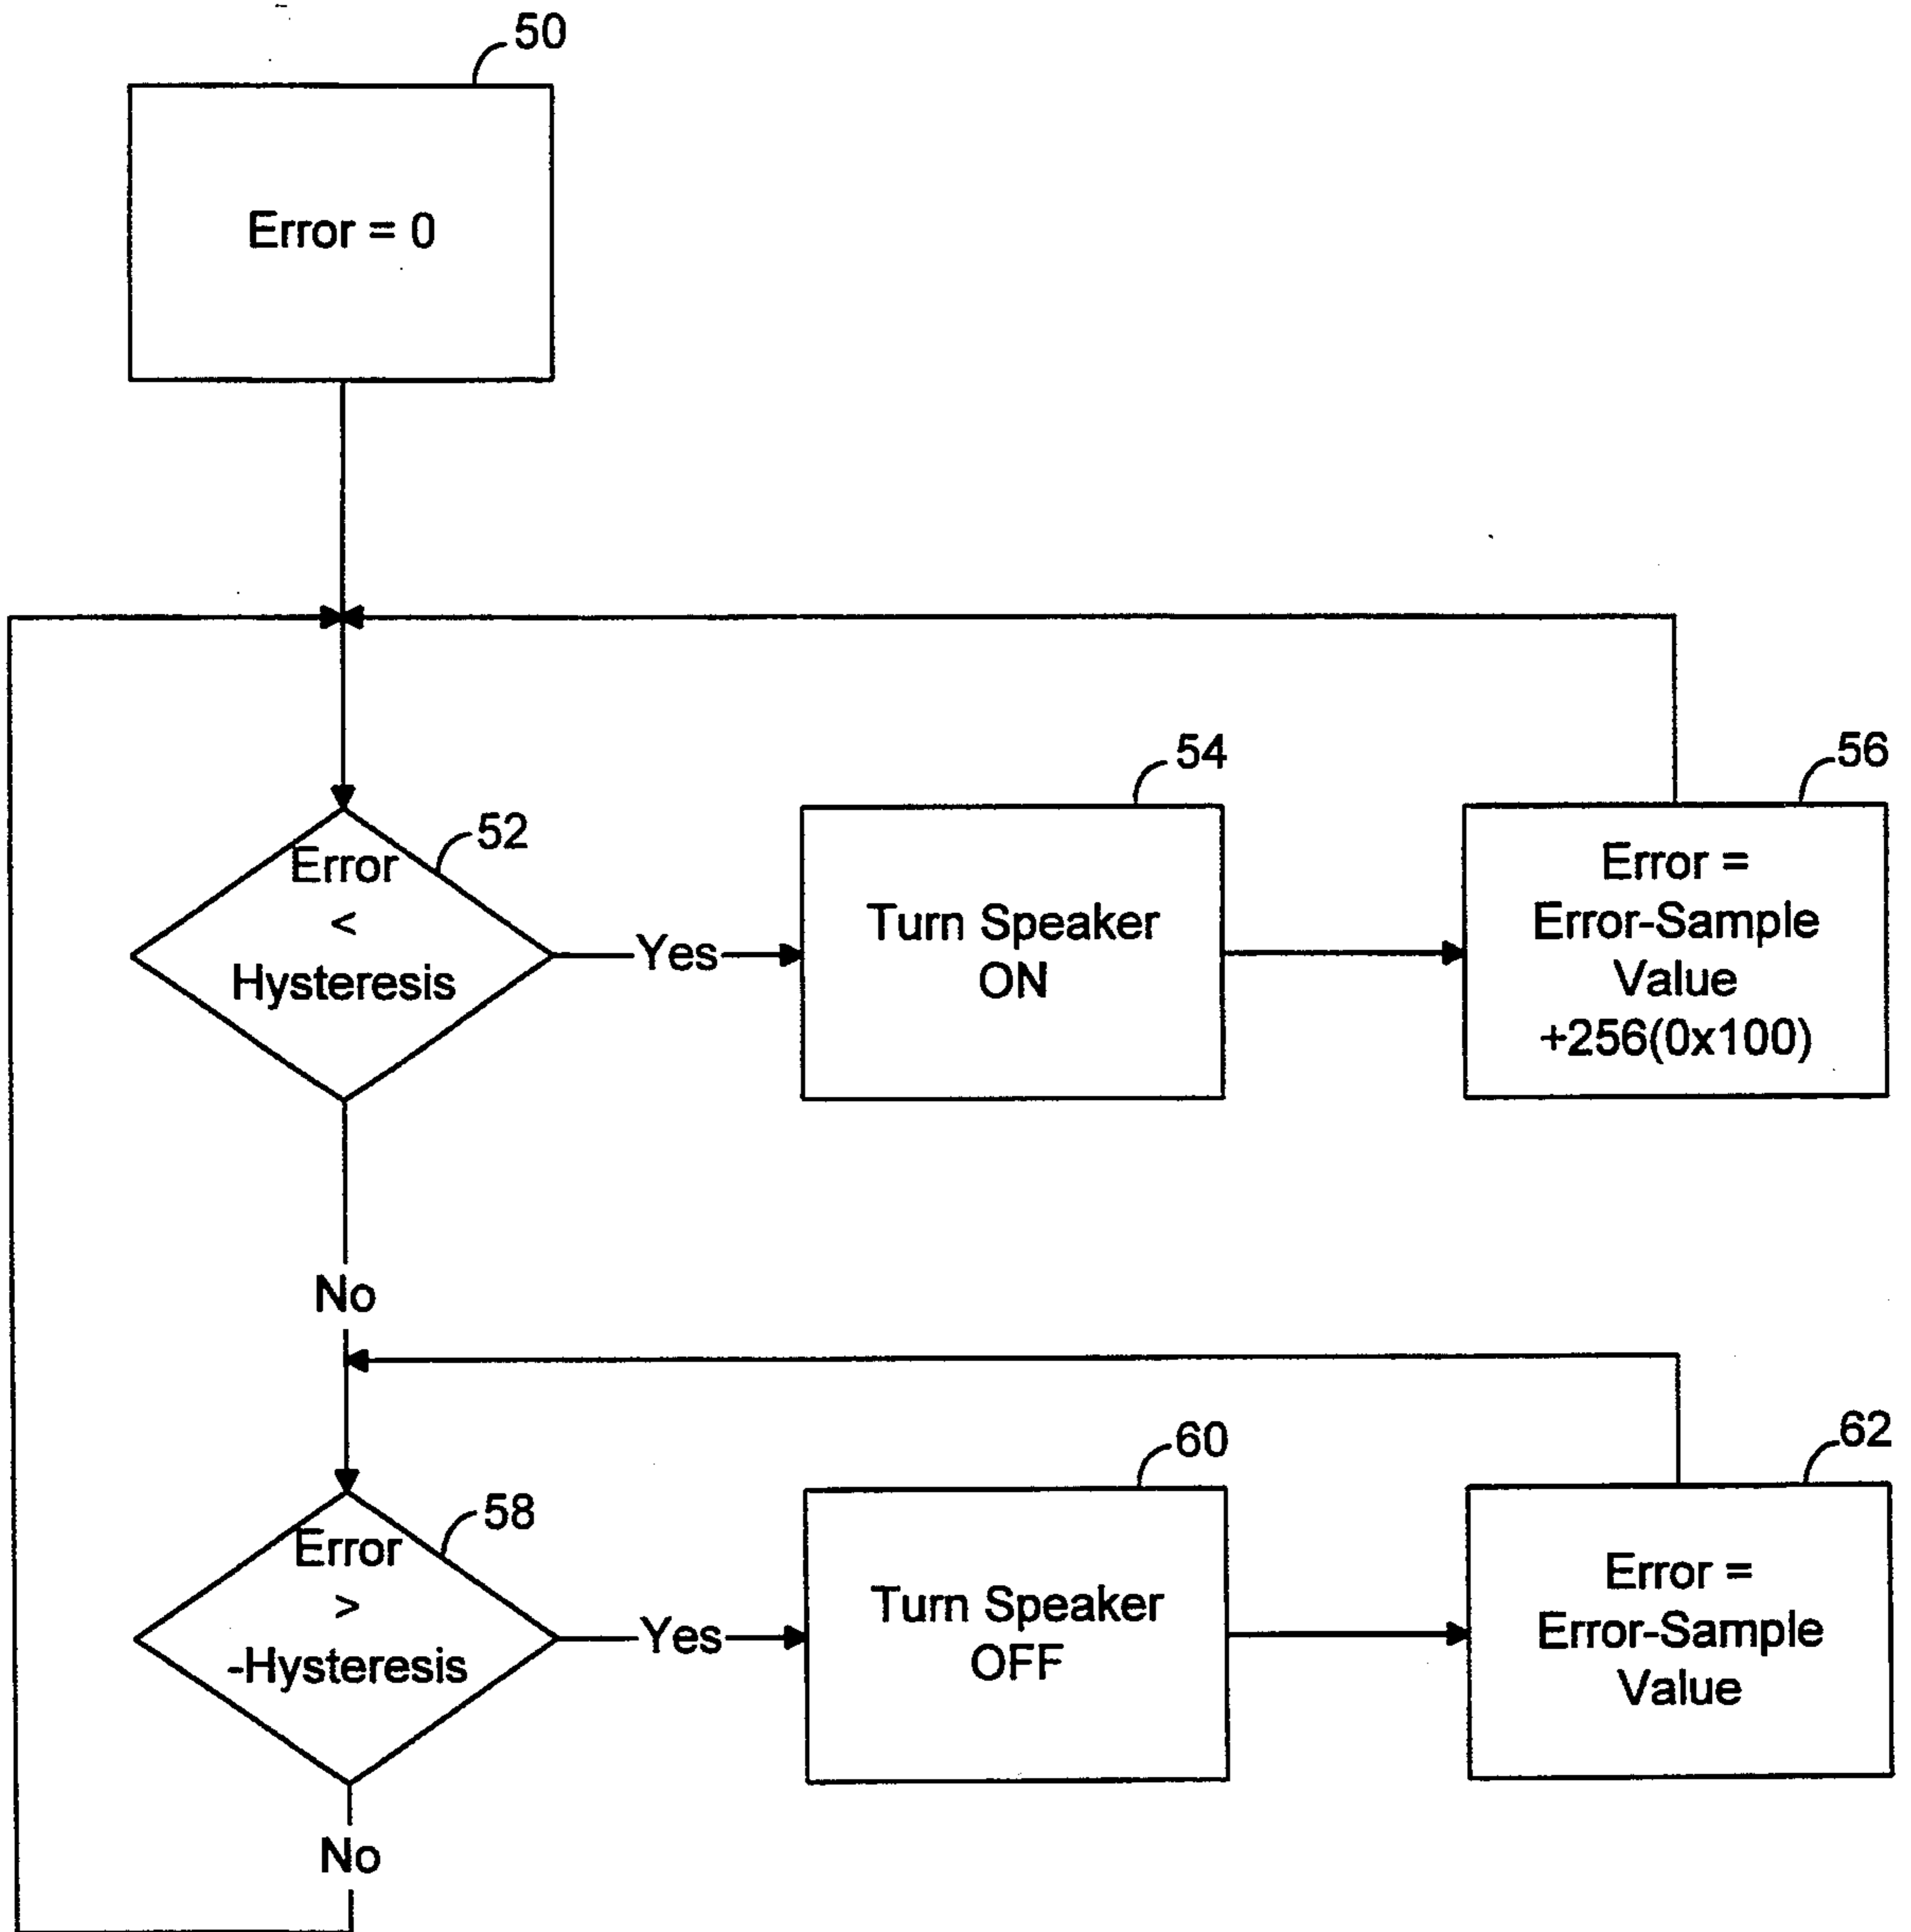 50
Error = 0
52
Error
<
Hysteresis
Yes
54
Turn Speaker
ON
56
Error =
Error-Sample
Value
+256(0x100)
No
58
Error
>
-Hysteresis
Yes
60
Turn Speaker
OFF
62
Error =
Error-Sample
Value
No